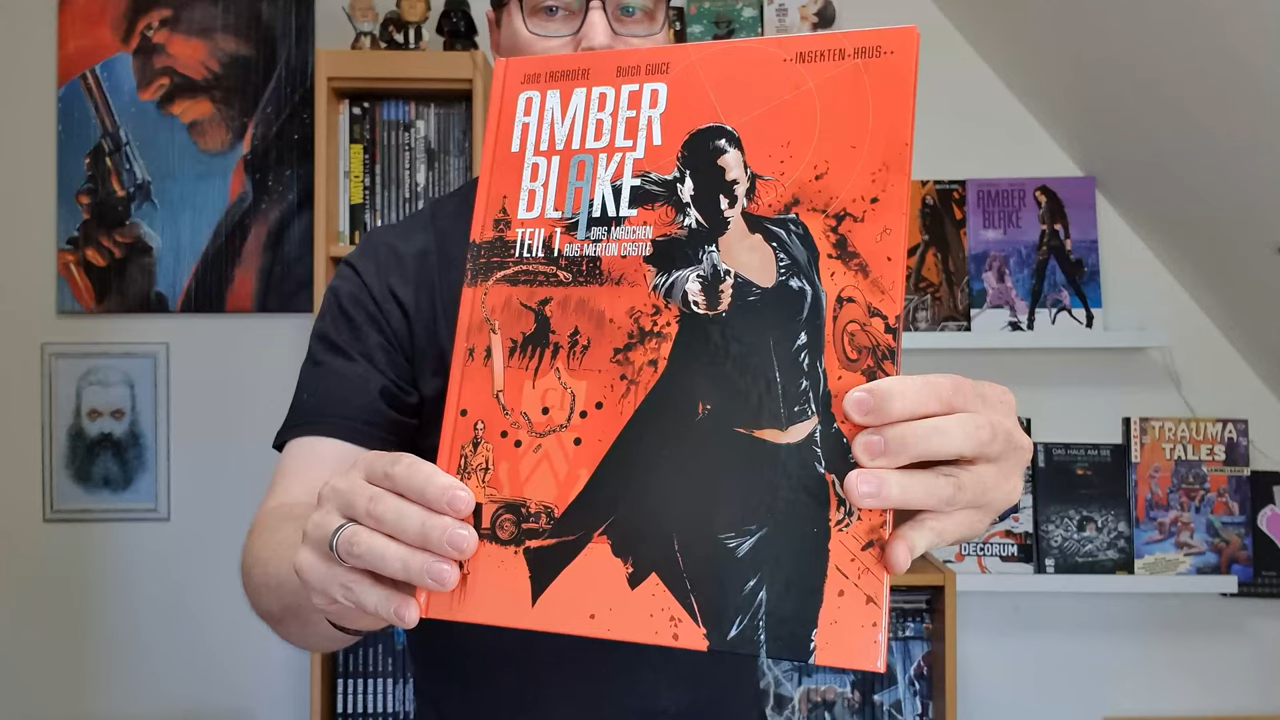 Jade LAGARDÈRE Butch GUICE
++INSEKTEN+HAUS++
AMBER
BLAKE
TEIL 1 DAS MÄDCHEN
AUS MERTON CASTLE
WATCHMEN
AMBER
BLAKE
TRAUMA
TALES
DAS HAUS AM SEE
DECORUM